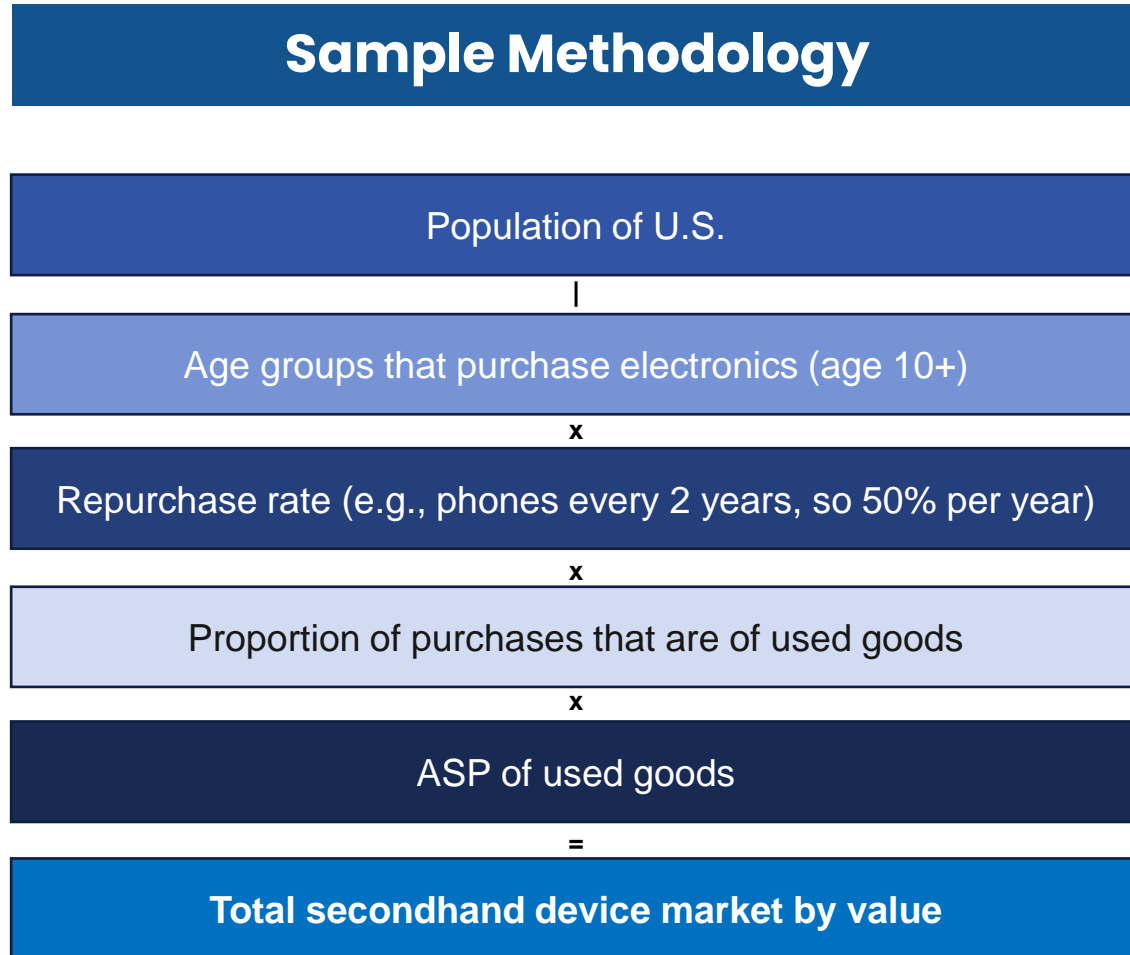 Sample Methodology
Population of U.S.
|
Age groups that purchase electronics (age 10+)
x
Repurchase rate (e.g., phones every 2 years, so 50% per year)
x
Proportion of purchases that are of used goods
x
ASP of used goods
=
Total secondhand device market by value